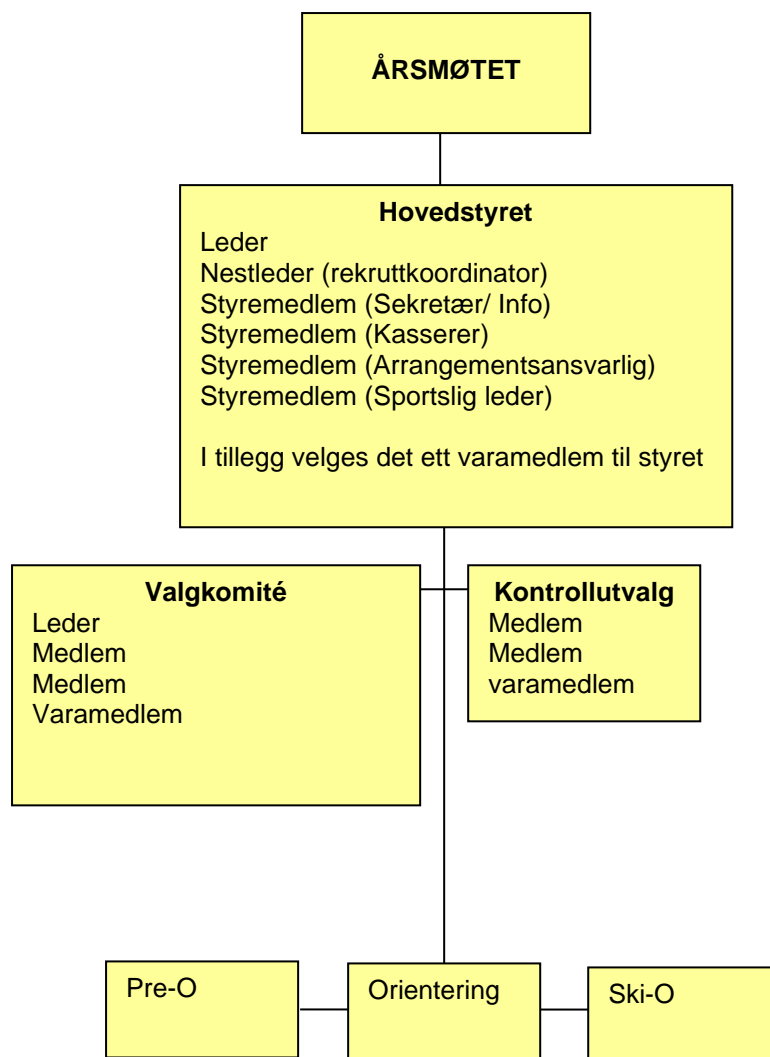 ÅRSMØTET
Hovedstyret
Leder
Nestleder (rekruttkoordinator)
Styremedlem (Sekretær/ Info)
Styremedlem (Kasserer)
Styremedlem (Arrangementsansvarlig)
Styremedlem (Sportslig leder)
I tillegg velges det ett varamedlem til styret
Valgkomité
Leder
Medlem
Medlem
Varamedlem
Kontrollutvalg
Medlem
Medlem
varamedlem
Pre-O
Orientering
Ski-O